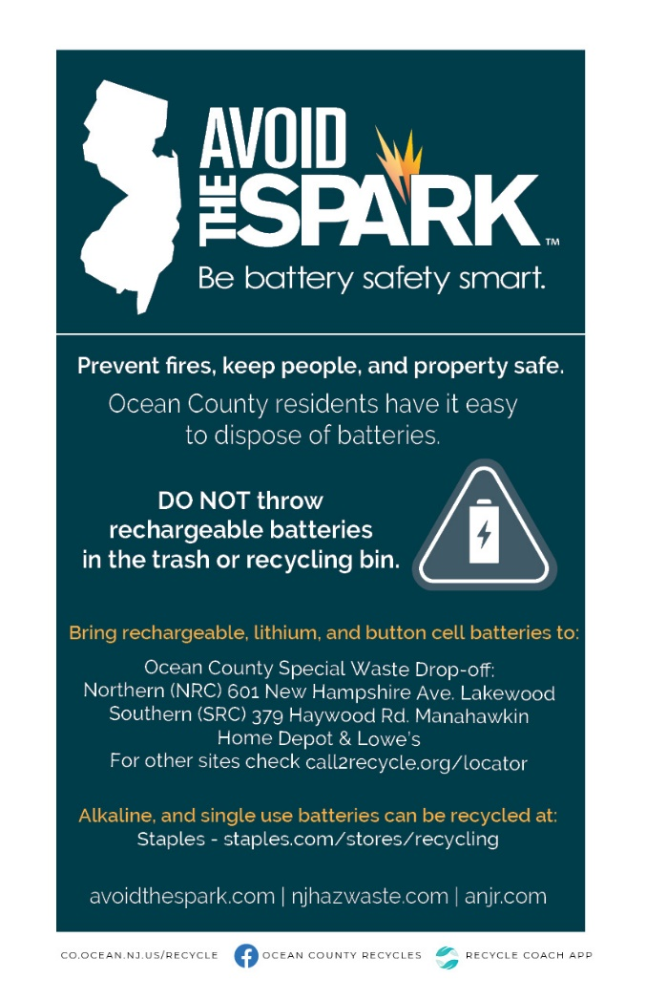 AVOID
THE SPARK™
Be battery safety smart.
Prevent fires, keep people, and property safe.
Ocean County residents have it easy
to dispose of batteries.
DO NOT throw
rechargeable batteries
in the trash or recycling bin.
Bring rechargeable, lithium, and button cell batteries to:
Ocean County Special Waste Drop-off:
Northern (NRC) 601 New Hampshire Ave. Lakewood
Southern (SRC) 379 Haywood Rd. Manahawkin
Home Depot & Lowe's
For other sites check call2recycle.org/locator
Alkaline, and single use batteries can be recycled at:
Staples - staples.com/stores/recycling
avoidthespark.com | njhazwaste.com | anjr.com
CO.OCEAN.NJ.US/RECYCLE OCEAN COUNTY RECYCLES RECYCLE COACH APP